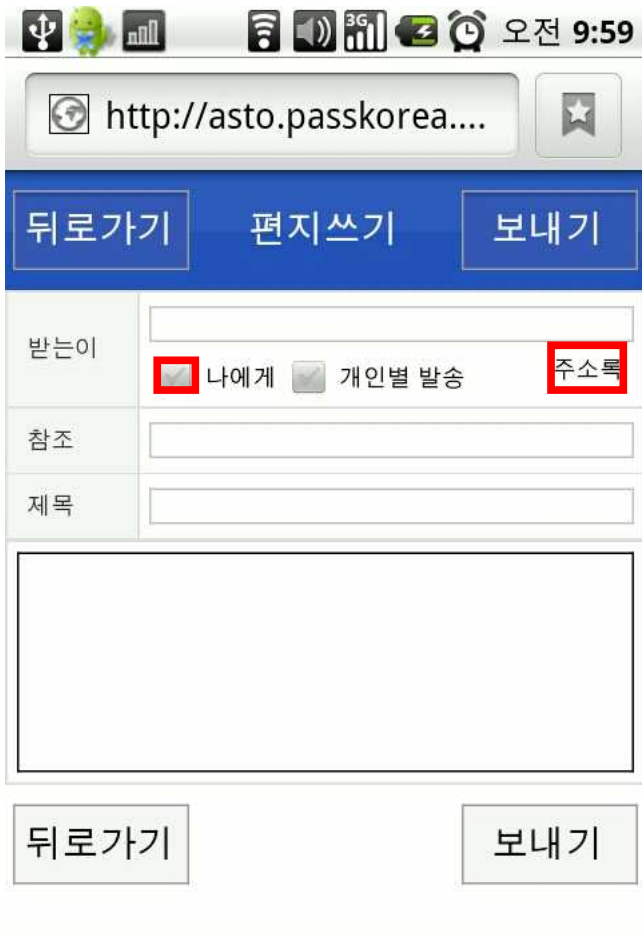 3G 오전 9:59
http://asto.passkorea....
뒤로가기 편지쓰기 보내기
받는이
나에게 개인별 발송 주소록
참조
제목
뒤로가기 보내기